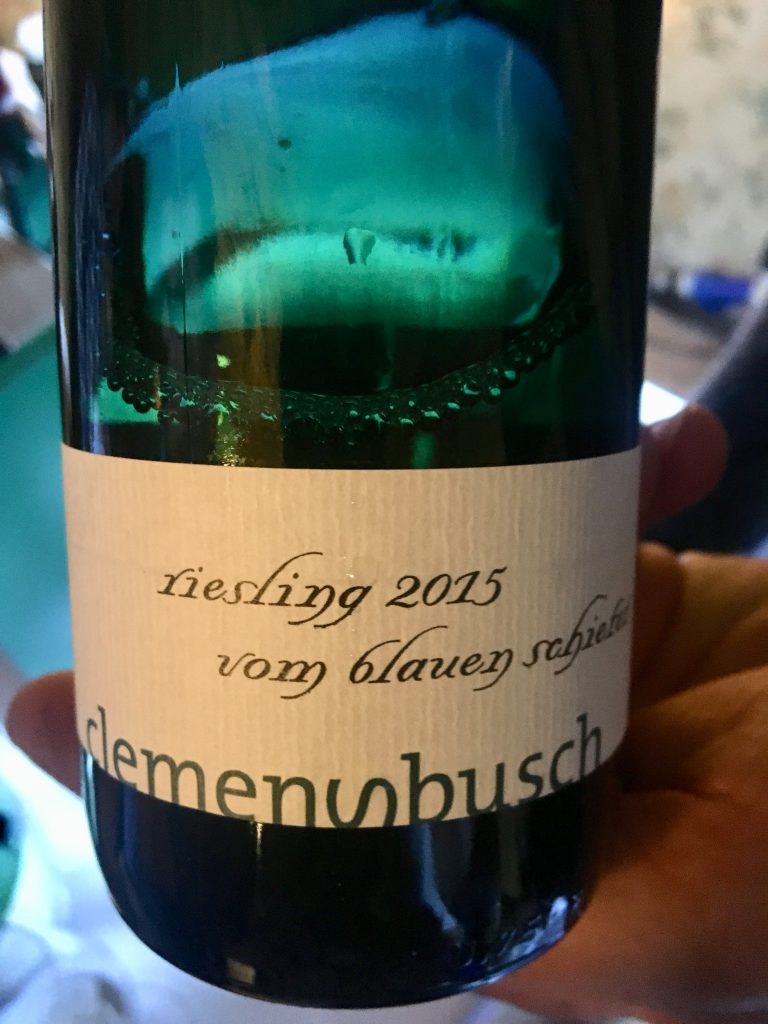 riesling 2015
vom blauen schiefer
clemensbusch